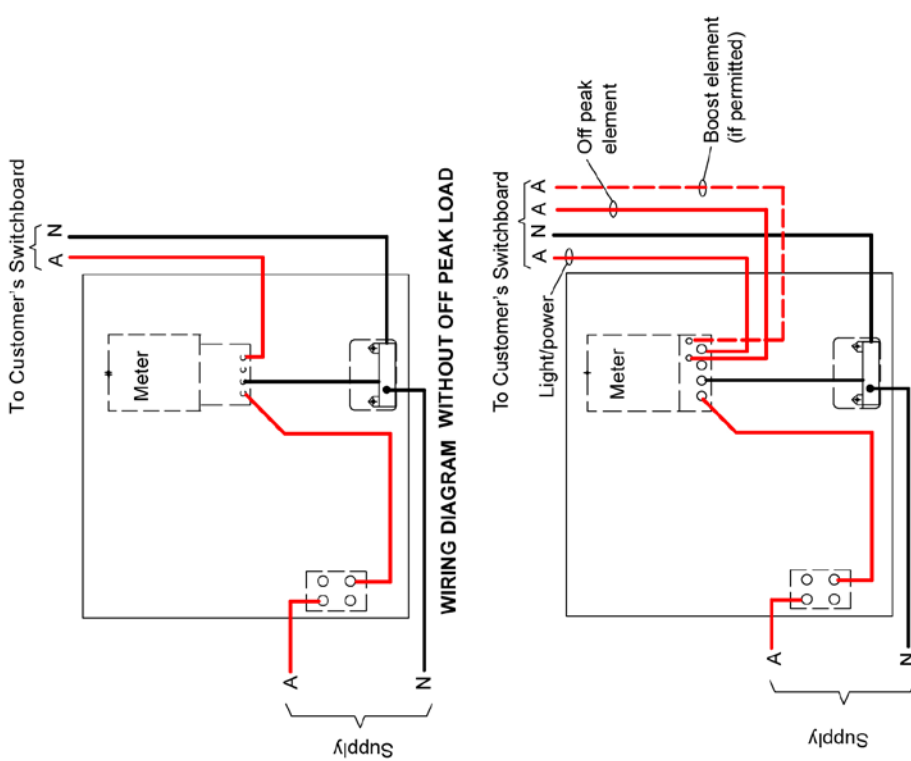 To Customer's Switchboard
A
N
Meter
A
N
Supply
WIRING DIAGRAM WITHOUT OFF PEAK LOAD
To Customer's Switchboard
A
N
A
A
Light/power
Off peak
element
Boost element
(if permitted)
Meter
A
N
Supply